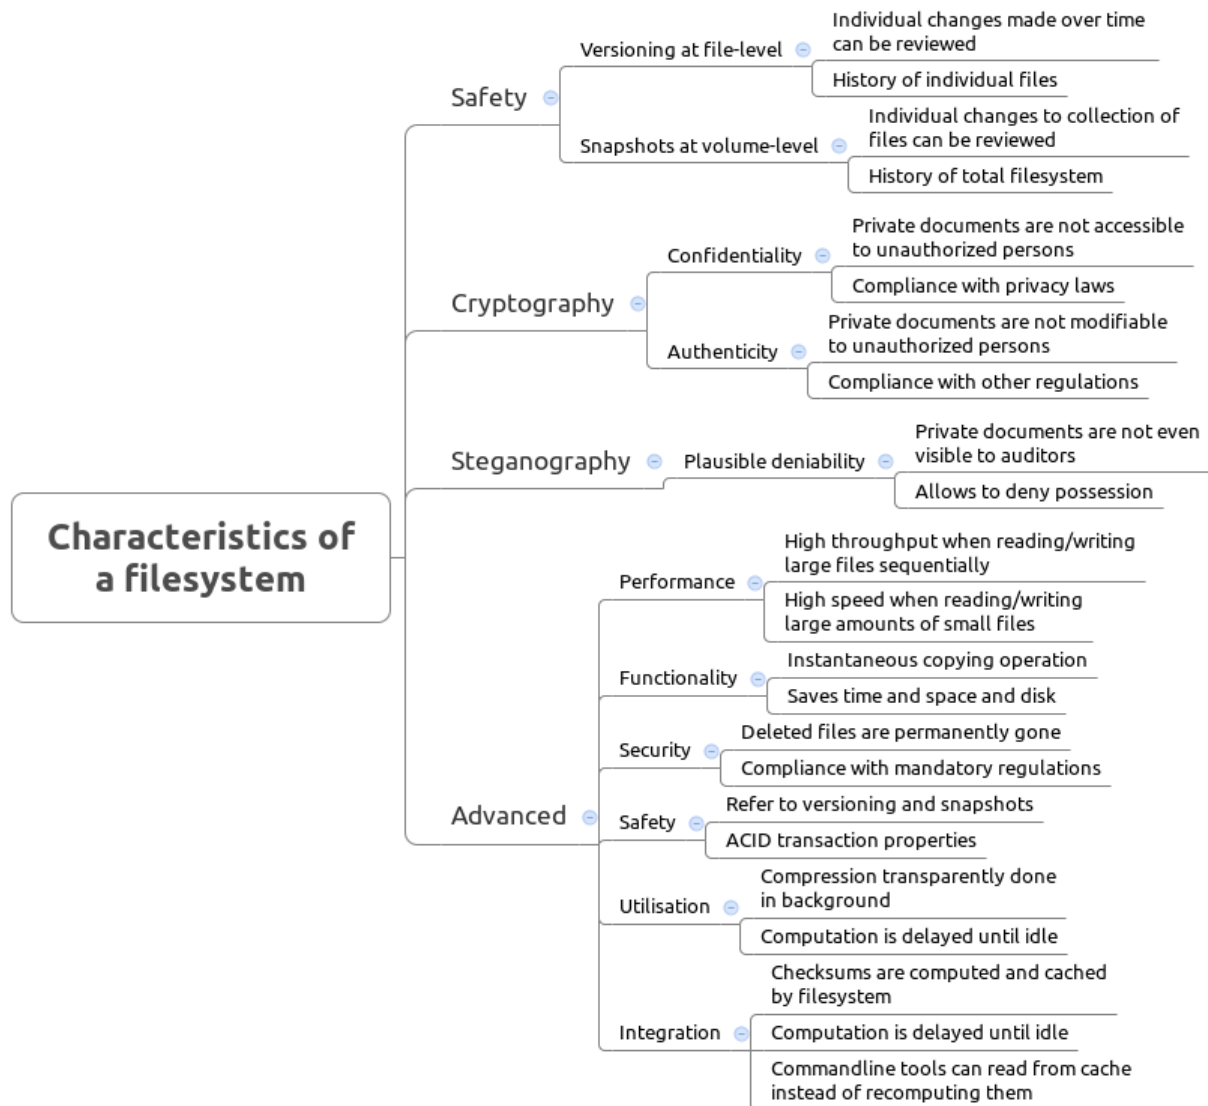 Individual changes made over time
can be reviewed
Versioning at file-level
History of individual files
Safety
Individual changes to collection of
files can be reviewed
Snapshots at volume-level
History of total filesystem
Private documents are not accessible
to unauthorized persons
Confidentiality
Compliance with privacy laws
Cryptography
Private documents are not modifiable
to unauthorized persons
Authenticity
Compliance with other regulations
Private documents are not even
visible to auditors
Steganography
Plausible deniability
Allows to deny possession
Characteristics of
a filesystem
High throughput when reading/writing
large files sequentially
Performance
High speed when reading/writing
large amounts of small files
Instantaneous copying operation
Functionality
Saves time and space and disk
Deleted files are permanently gone
Security
Compliance with mandatory regulations
Advanced
Refer to versioning and snapshots
Safety
ACID transaction properties
Compression transparently done
in background
Utilisation
Computation is delayed until idle
Checksums are computed and cached
by filesystem
Integration
Computation is delayed until idle
Commandline tools can read from cache
instead of recomputing them